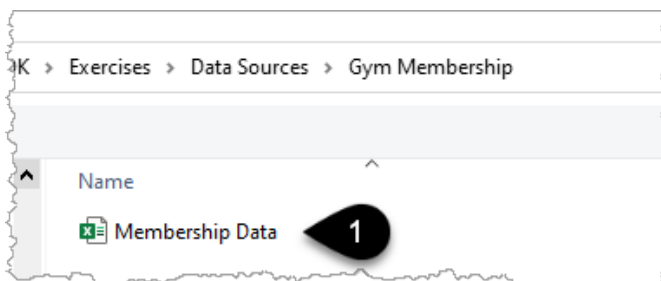 K > Exercises > Data Sources > Gym Membership
Name
Membership Data 1